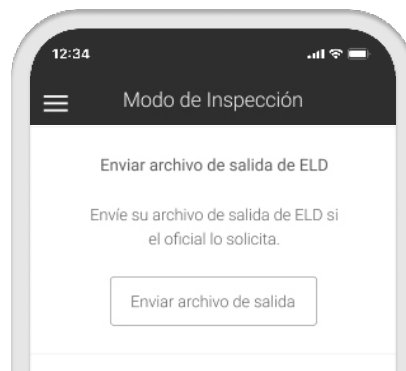 12:34
Modo de Inspección
Enviar archivo de salida de ELD
Envíe su archivo de salida de ELD si
el oficial lo solicita.
Enviar archivo de salida